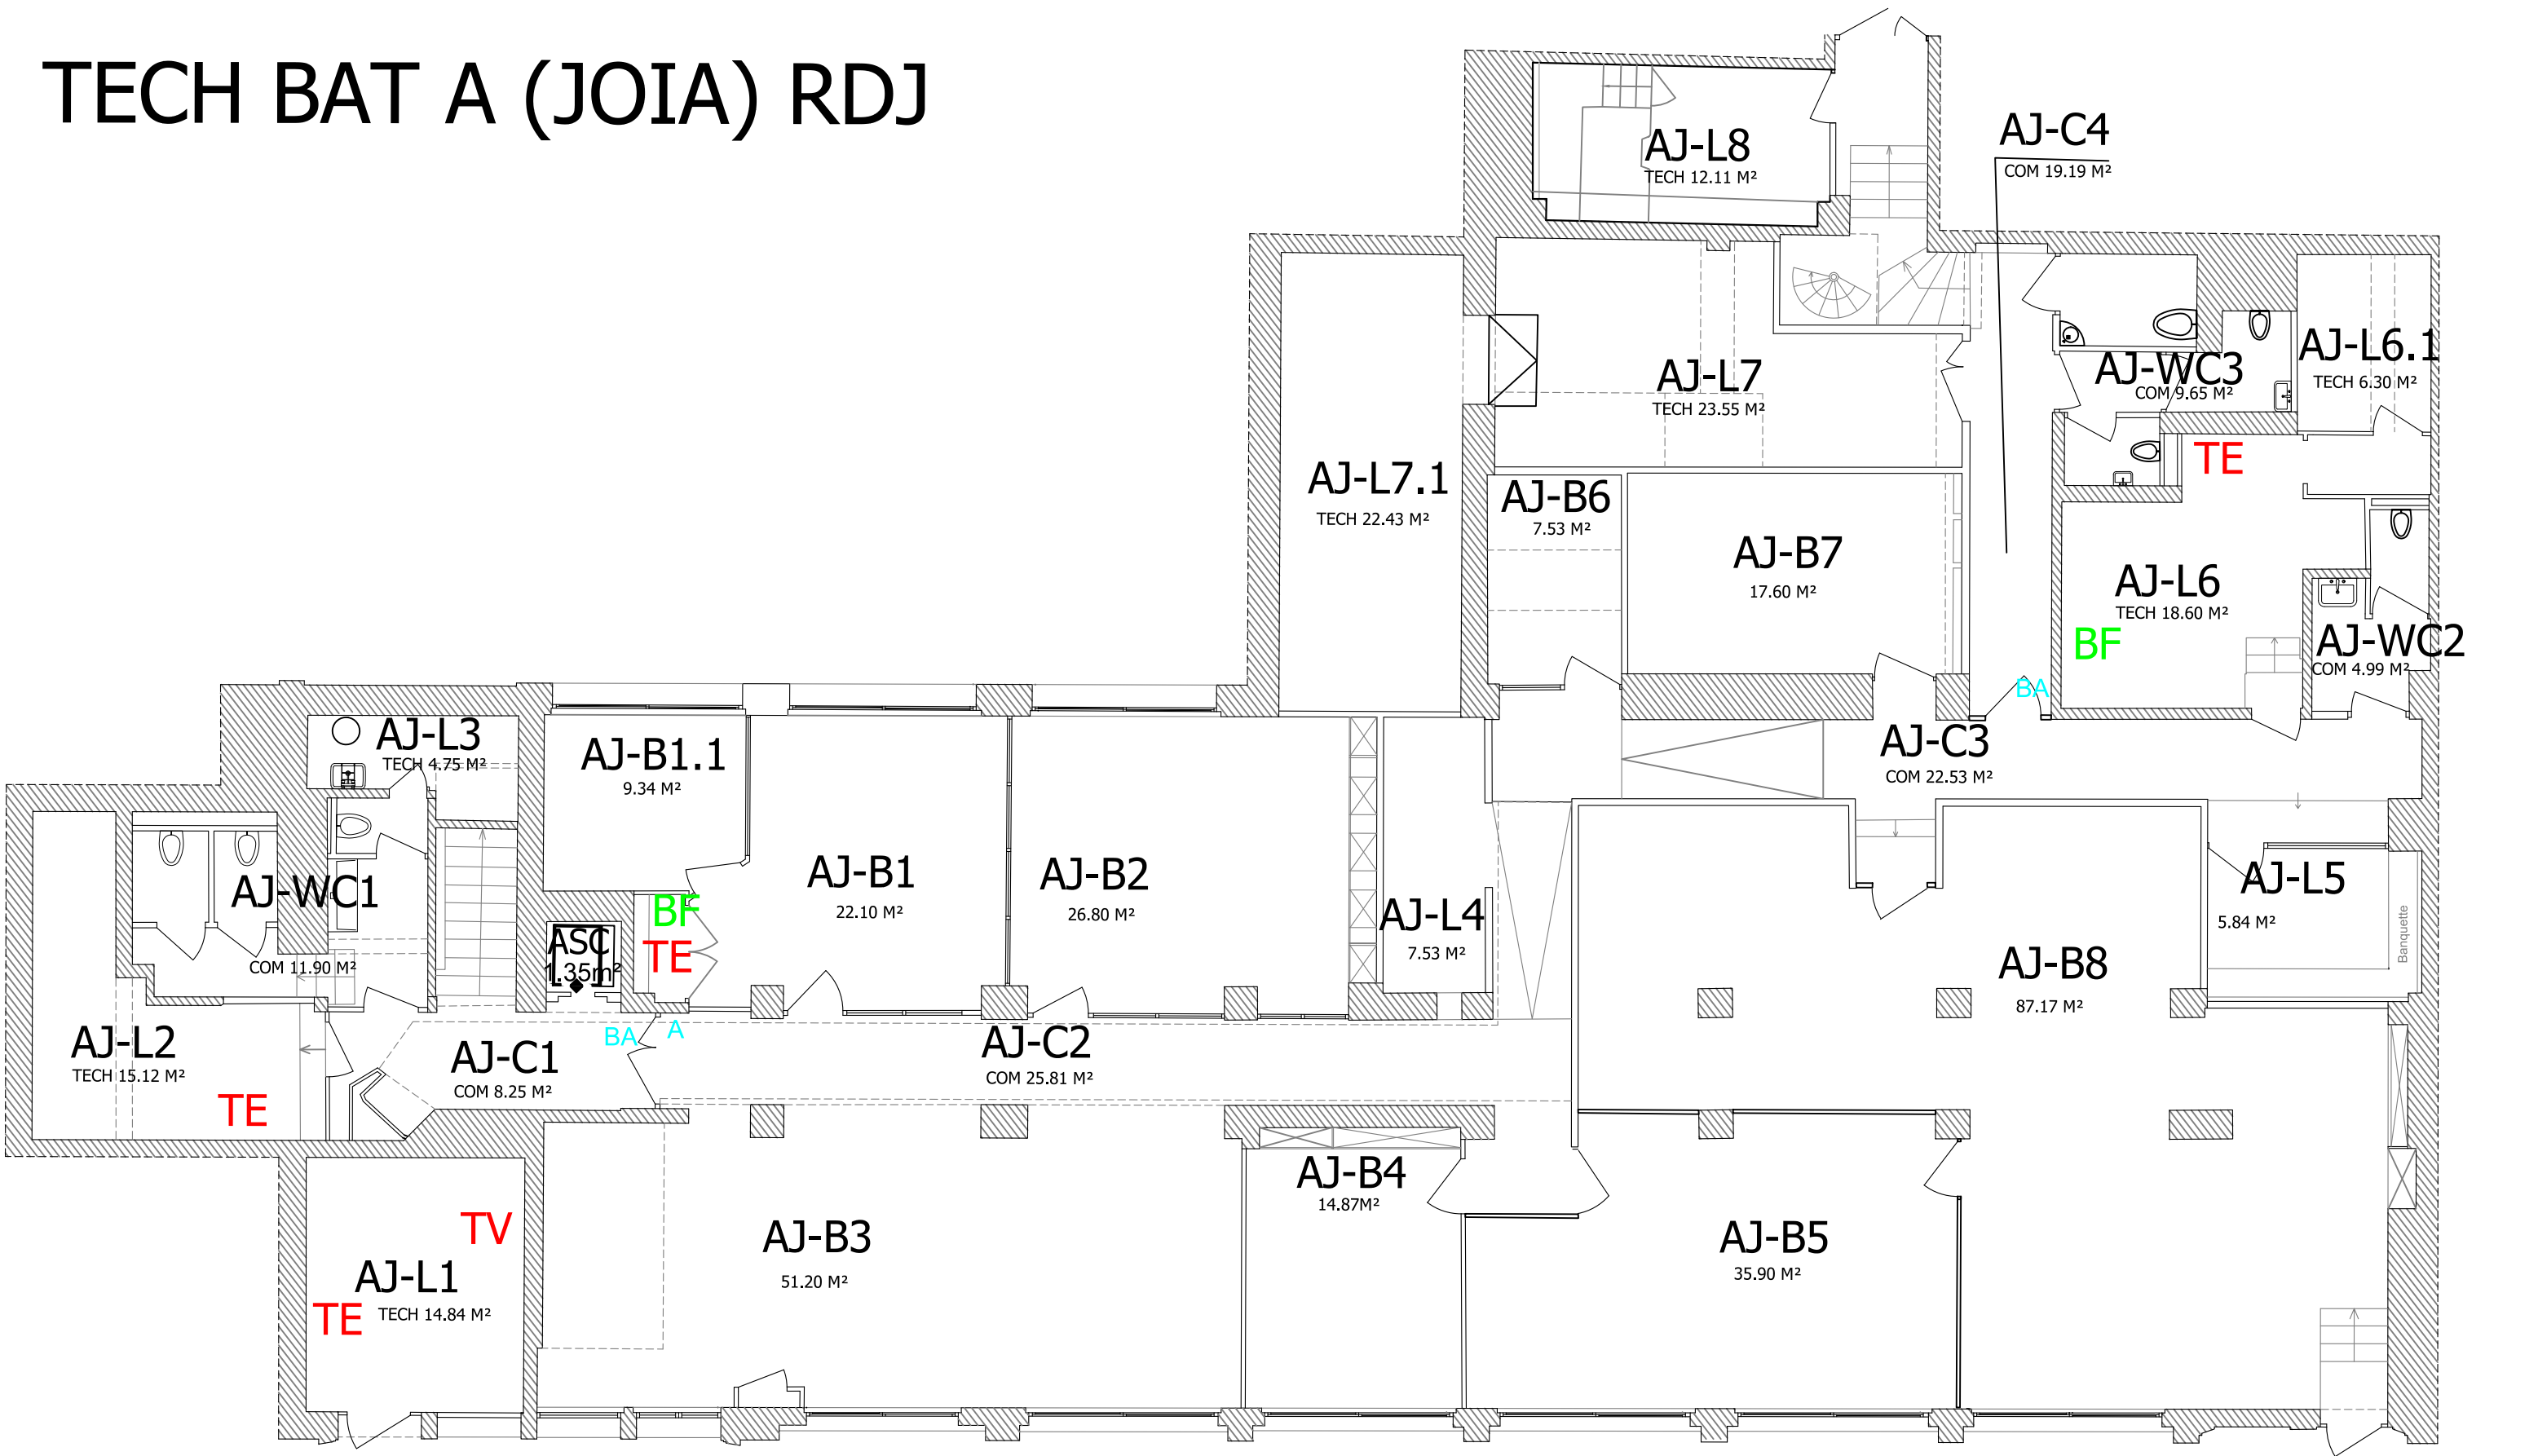 TECH BAT A (JOIA) RDJ
AJ-L8
TECH 12.11 M²
AJ-C4
COM 19.19 M²
AJ-L7
TECH 23.55 M²
AJ-WC3
COM 9.65 M²
AJ-L6.1
TECH 6.30 M²
TE
AJ-L7.1
TECH 22.43 M²
AJ-B6
7.53 M²
AJ-B7
17.60 M²
AJ-L6
TECH 18.60 M²
BF
AJ-WC2
COM 4.99 M²
BA
AJ-L3
TECH 4.75 M²
AJ-B1.1
9.34 M²
AJ-C3
COM 22.53 M²
AJ-WC1
COM 11.90 M²
AJ-B1
22.10 M²
AJ-B2
26.80 M²
AJ-L4
7.53 M²
AJ-L5
5.84 M²
Banquette
BF
TE
ASC
1.35m²
AJ-B8
87.17 M²
AJ-L2
TECH 15.12 M²
TE
AJ-C1
COM 8.25 M²
BA
A
AJ-C2
COM 25.81 M²
AJ-B4
14.87M²
TV
AJ-L1
TECH 14.84 M²
TE
AJ-B3
51.20 M²
AJ-B5
35.90 M²